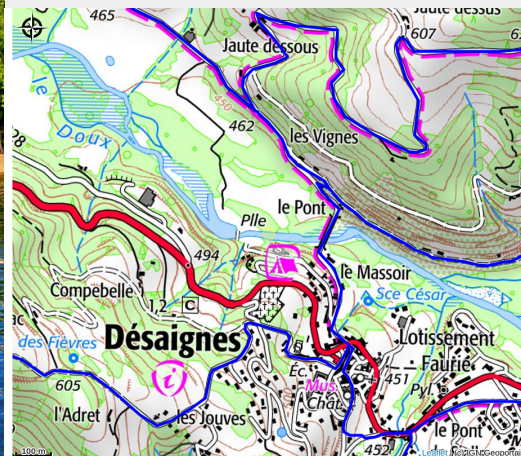 465
Jaute dessus
607
Jaute dessous
450
462
le Doux
les Vignes
le Pont
Plle
494
le Massoir
Sce César
Compebelle
1,2
C
Désaignes
Lotissement
Faurie
des Fièvres
i
605
Éc.
Mus.
Chât.
451
Pyl.
l'Adret
les Jouves
452
le Pont
100 m
Leaflet | IGN Geoportail